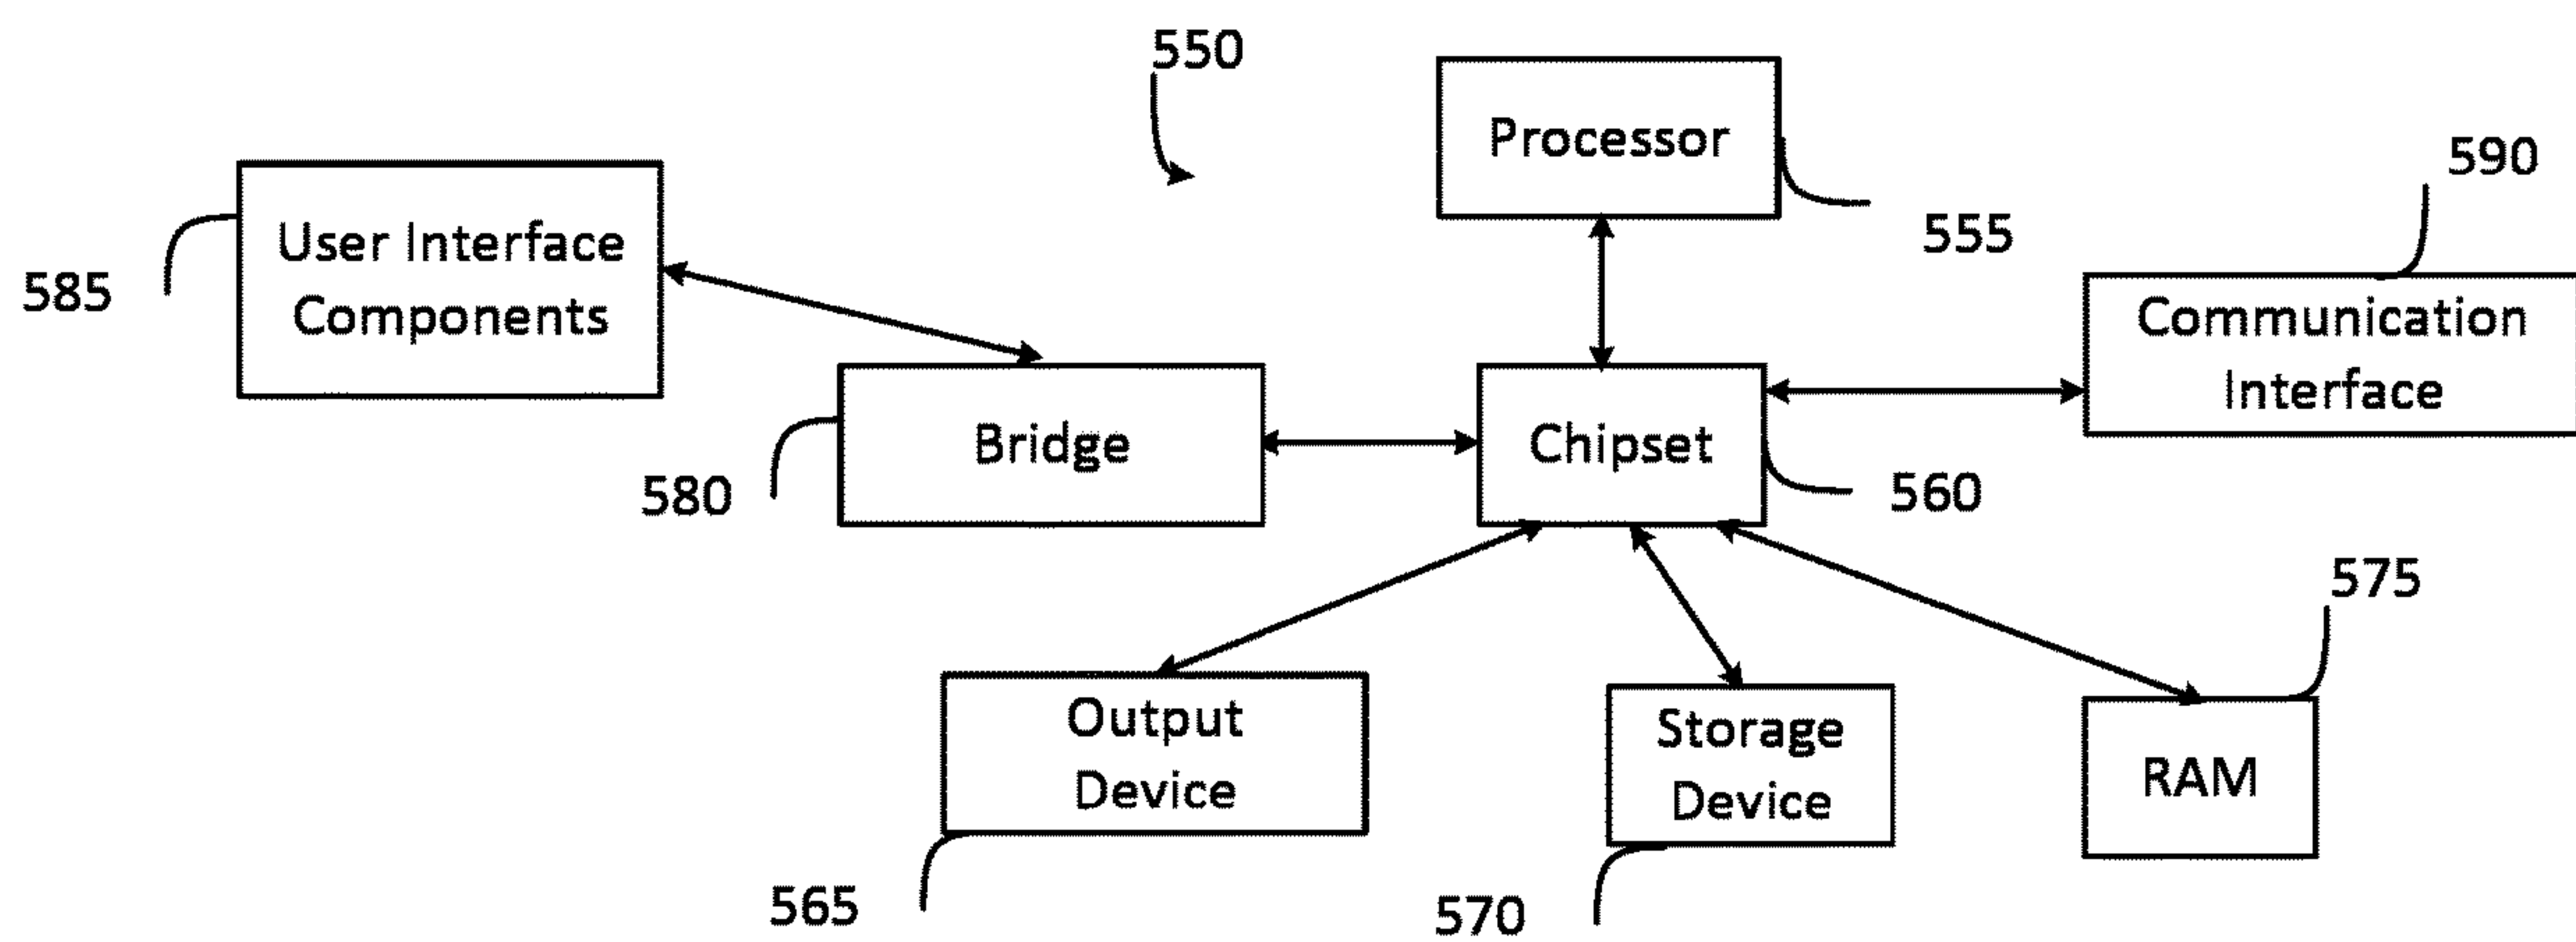 550
Processor
590
User Interface
Components
555
585
Communication
Interface
Bridge
Chipset
580
560
575
Output
Device
Storage
Device
RAM
565
570